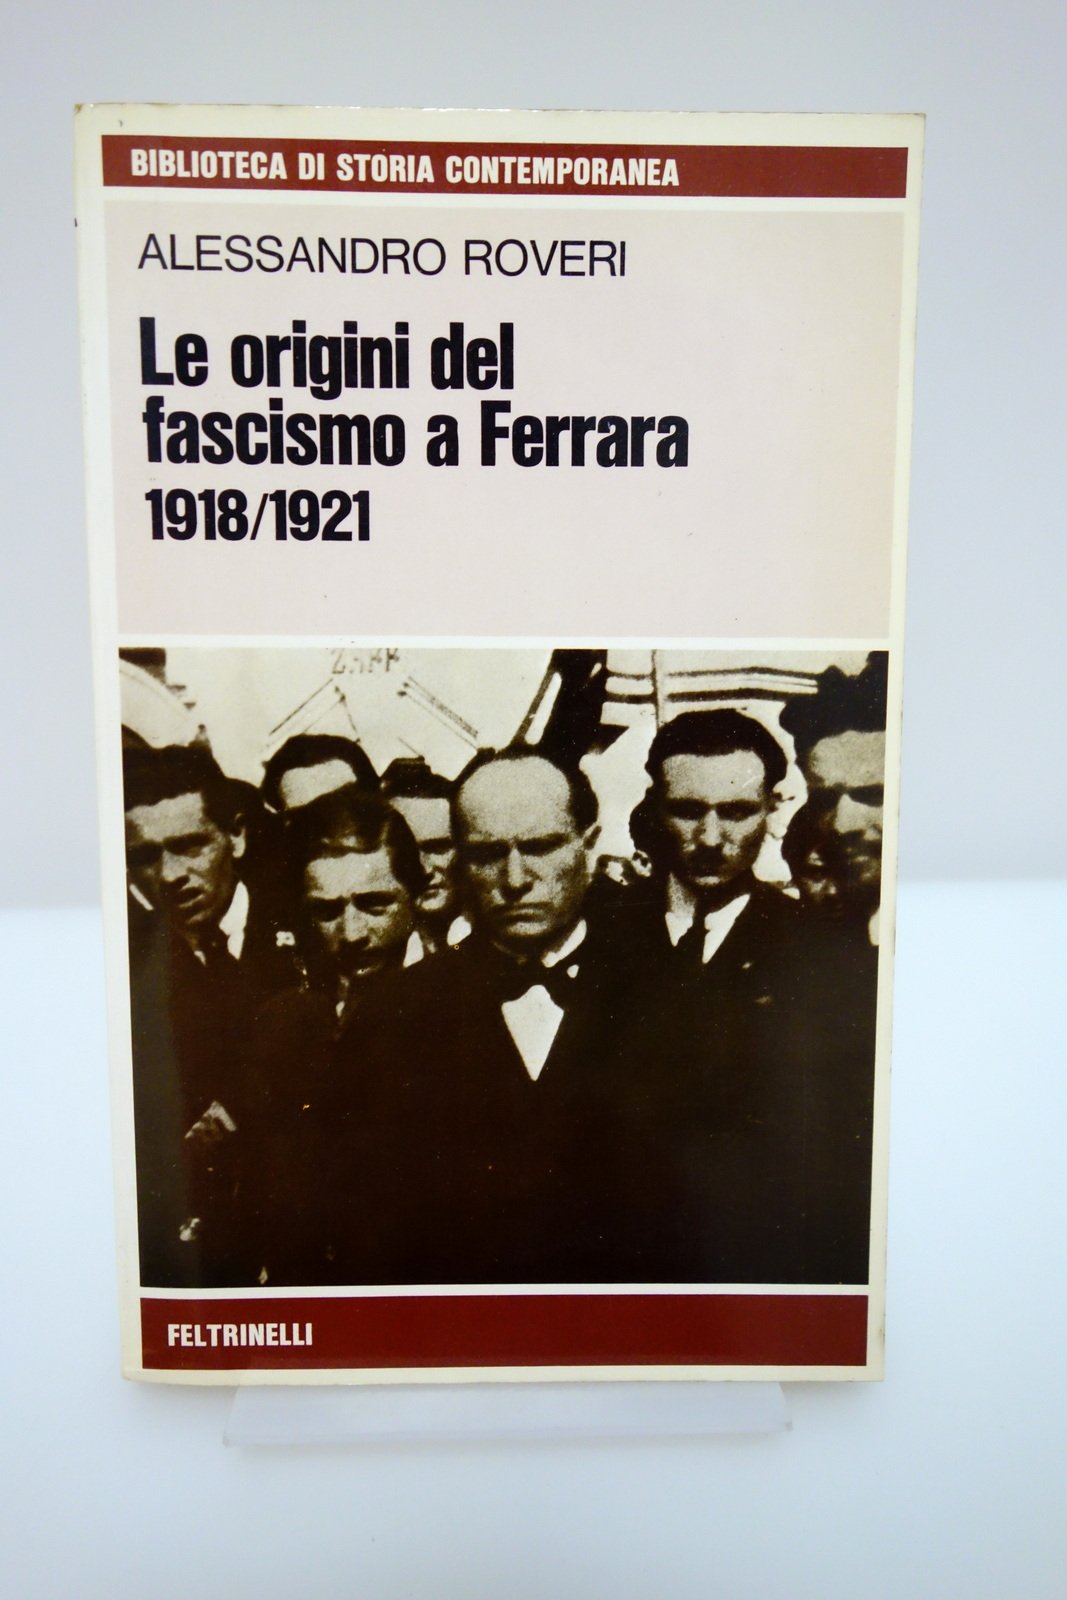 BIBLIOTECA DI STORIA CONTEMPORANEA
ALESSANDRO ROVERI
Le origini del
fascismo a Ferrara
1918/1921
FELTRINELLI